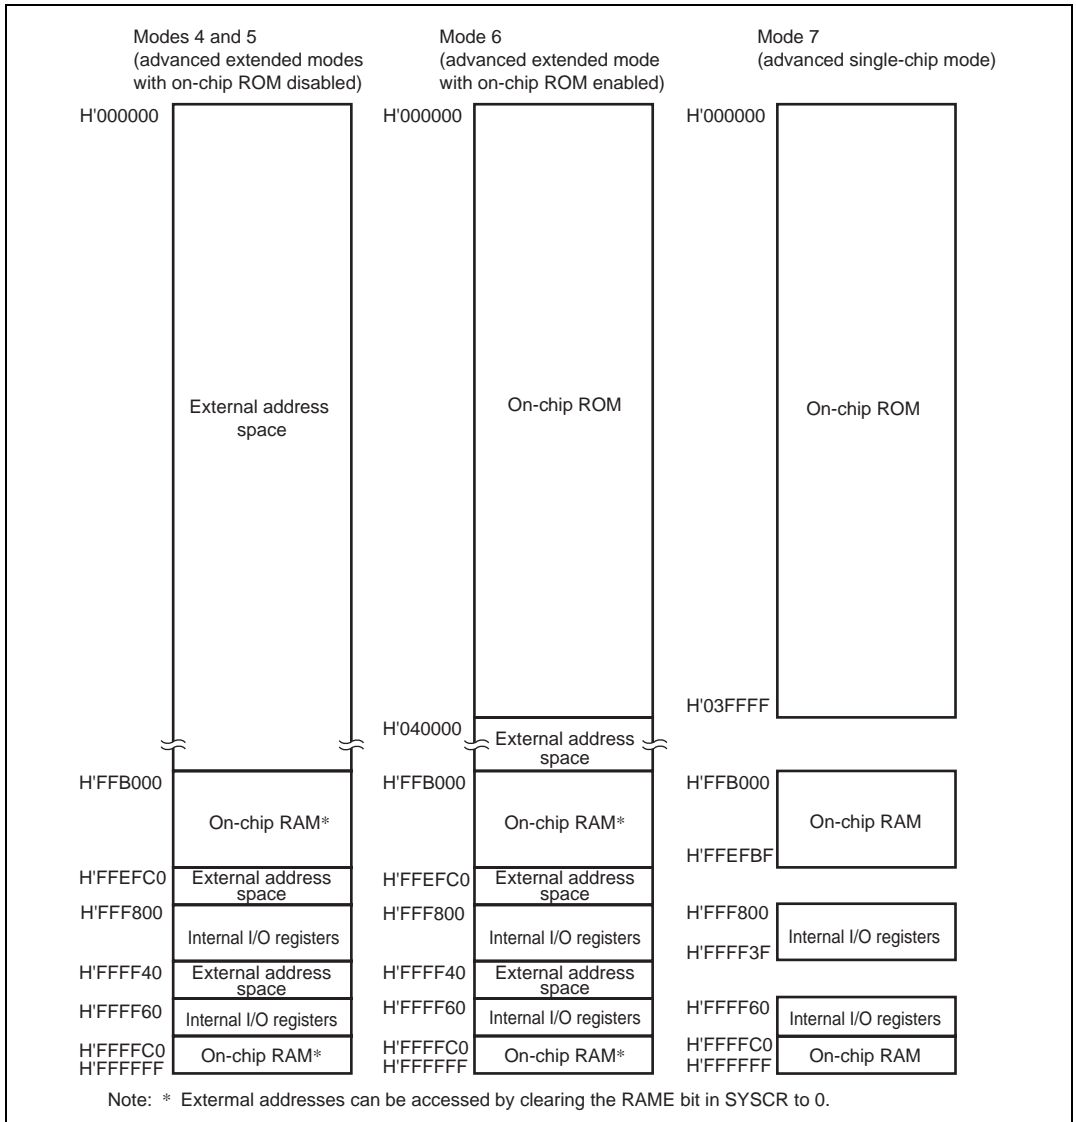 Modes 4 and 5
(advanced extended modes
with on-chip ROM disabled)
Mode 6
(advanced extended mode
with on-chip ROM enabled)
Mode 7
(advanced single-chip mode)
H'000000
External address
space
H'FFB000
On-chip RAM*
H'FFEFC0
External address
space
H'FFF800
Internal I/O registers
H'FFFF40
External address
space
H'FFFF60
Internal I/O registers
H'FFFFC0
On-chip RAM*
H'FFFFFF
H'000000
On-chip ROM
H'040000
External address
space
H'FFB000
On-chip RAM*
H'FFEFC0
External address
space
H'FFF800
Internal I/O registers
H'FFFF40
External address
space
H'FFFF60
Internal I/O registers
H'FFFFC0
On-chip RAM*
H'FFFFFF
H'000000
On-chip ROM
H'03FFFF
H'FFB000
On-chip RAM
H'FFEFBF
H'FFF800
Internal I/O registers
H'FFFF3F
H'FFFF60
Internal I/O registers
H'FFFFC0
On-chip RAM
H'FFFFFF
Note: * Extermal addresses can be accessed by clearing the RAME bit in SYSCR to 0.